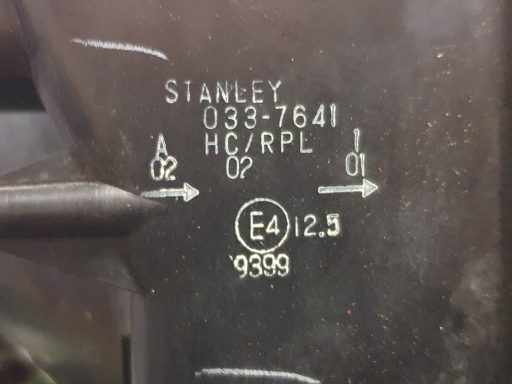 STANLEY
033-7641
A HC/RPL 1
02 02 01
E4 12.5
9399